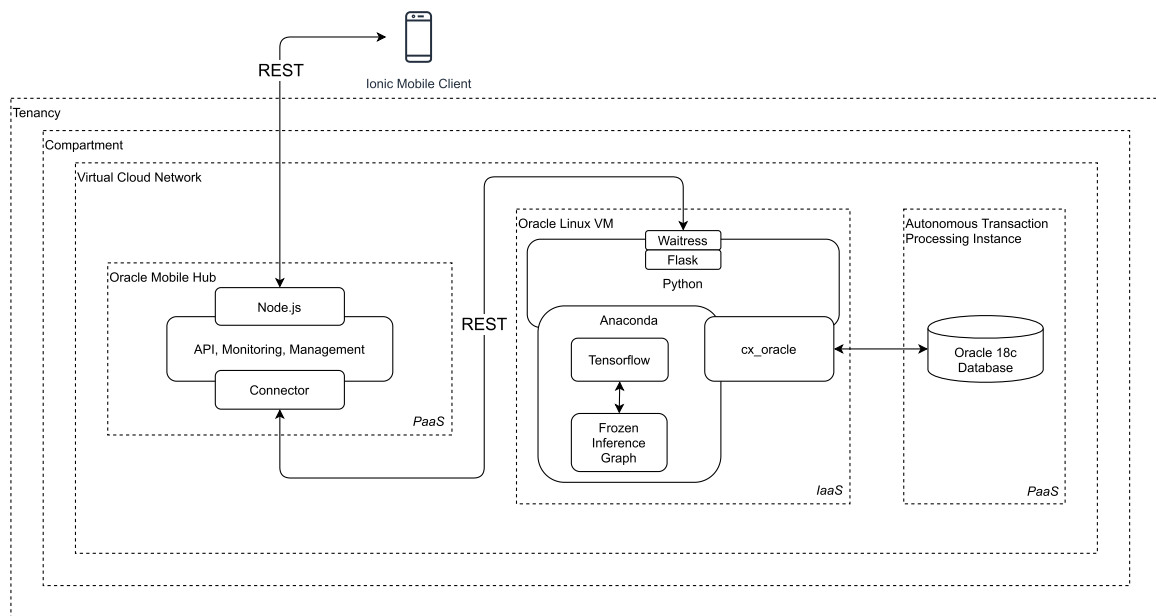 REST
Ionic Mobile Client
Tenancy
Compartment
Virtual Cloud Network
Oracle Mobile Hub
Node.js
API, Monitoring, Management
Connector
PaaS
REST
Oracle Linux VM
Waitress
Flask
Python
Anaconda
Tensorflow
Frozen
Inference
Graph
cx_oracle
IaaS
Autonomous Transaction
Processing Instance
Oracle 18c
Database
PaaS